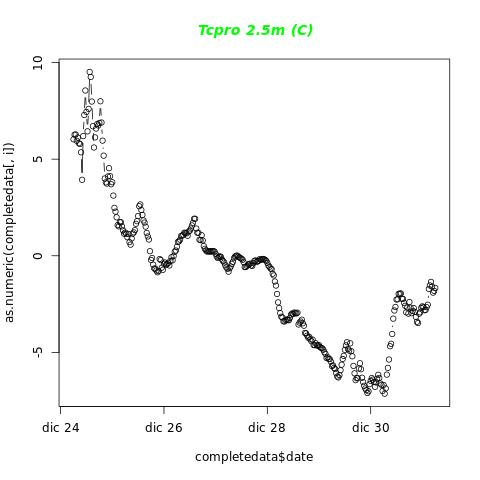 Tcpro 2.5m (C)
as.numeric(completedata[, i])
10
5
0
-5
dic 24
dic 26
dic 28
dic 30
completedata$date